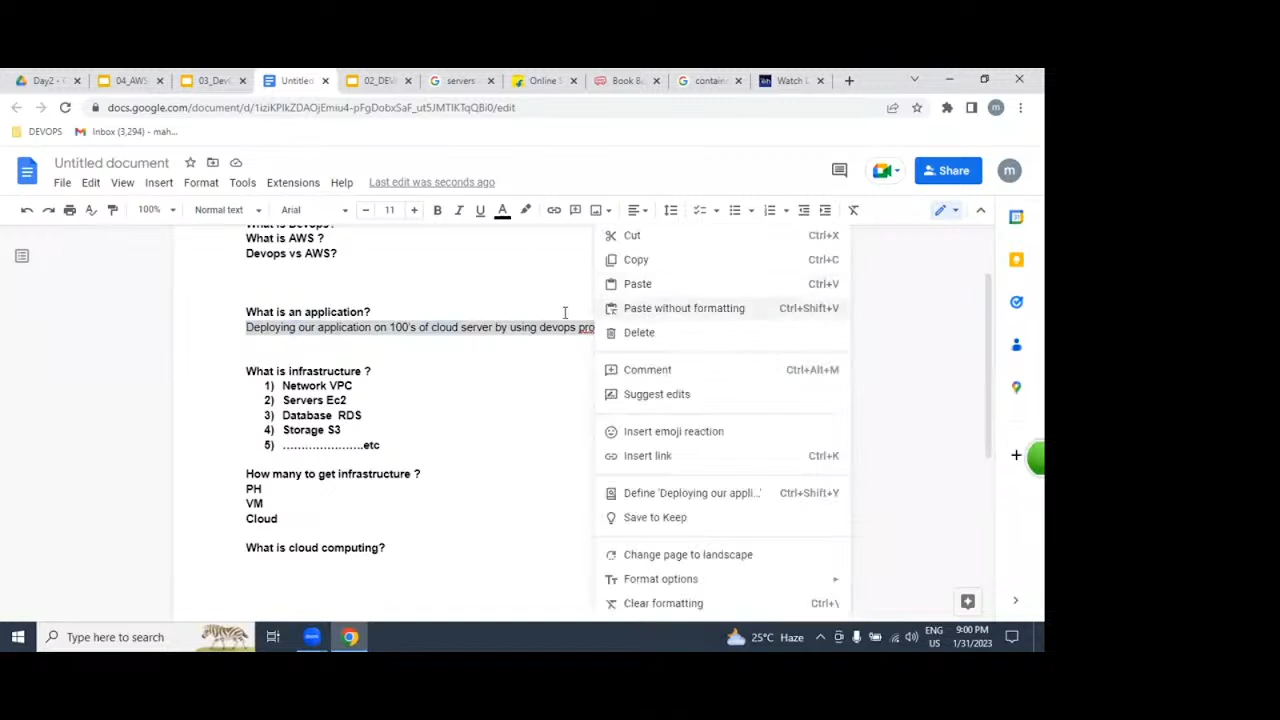 Day2 -
04_AWS
03_Dev
Untitled
02_DEV
servers
Online S
Book B
contain
Watch L
docs.google.com/document/d/1iziKPlkZDAOjEmiu4-pFgDobxSaF_ut5JMTIKTqQBi0/edit
DEVOPS
Inbox (3,294) - mah...
Untitled document
File Edit View Insert Format Tools Extensions Help Last edit was seconds ago
Share
m
100% Normal text Arial 11
What is Devops?
What is AWS ?
Devops vs AWS?
What is an application?
Deploying our application on 100's of cloud server by using devops pro
What is infrastructure ?
1) Network VPC
2) Servers Ec2
3) Database RDS
4) Storage S3
5) ......................etc
How many to get infrastructure ?
PH
VM
Cloud
What is cloud computing?
Cut Ctrl+X
Copy Ctrl+C
Paste Ctrl+V
Paste without formatting Ctrl+Shift+V
Delete
Comment Ctrl+Alt+M
Suggest edits
Insert emoji reaction
Insert link Ctrl+K
Define 'Deploying our appli...' Ctrl+Shift+Y
Save to Keep
Change page to landscape
Format options
Clear formatting Ctrl+\
Type here to search
25°C Haze
ENG
US
9:00 PM
1/31/2023